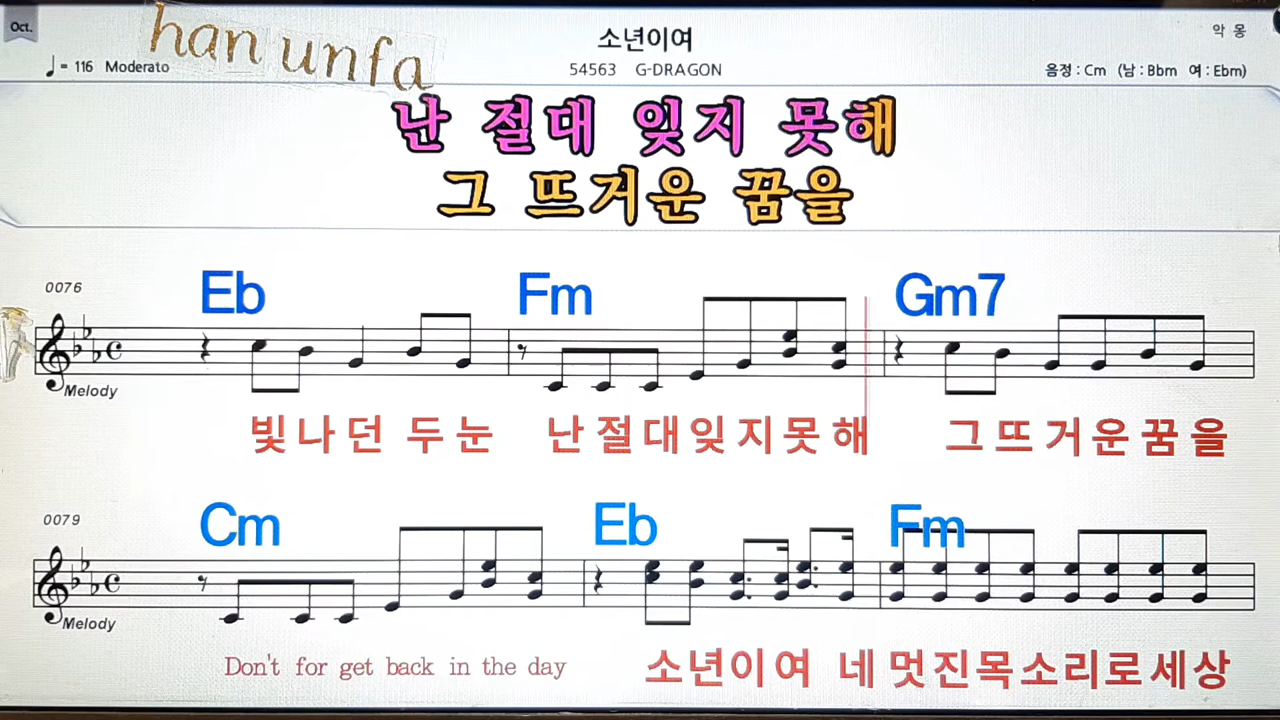 Oct.
han unfa
소년이여
악 몽
♩= 116 Moderato
54563 G-DRAGON
음정 : Cm (남 : Bbm 여 : Ebm)
난 절대 잊지 못해
그 뜨거운 꿈을
0076
Eb Fm Gm7
Melody
빛나던 두눈 난절대잊지못해 그뜨거운꿈을
0079
Cm Eb Fm
Melody
Don't for get back in the day 소년이여 네멋진목소리로세상